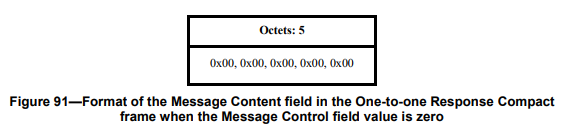 Octets: 5
0x00, 0x00, 0x00, 0x00, 0x00
Figure 91—Format of the Message Content field in the One-to-one Response Compact
frame when the Message Control field value is zero